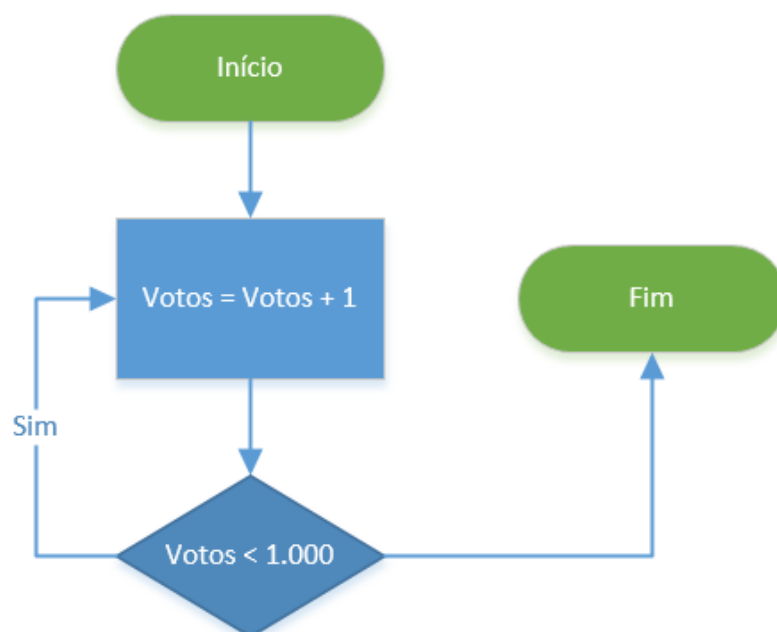 Início
Votos = Votos + 1
Fim
Sim
Votos < 1.000